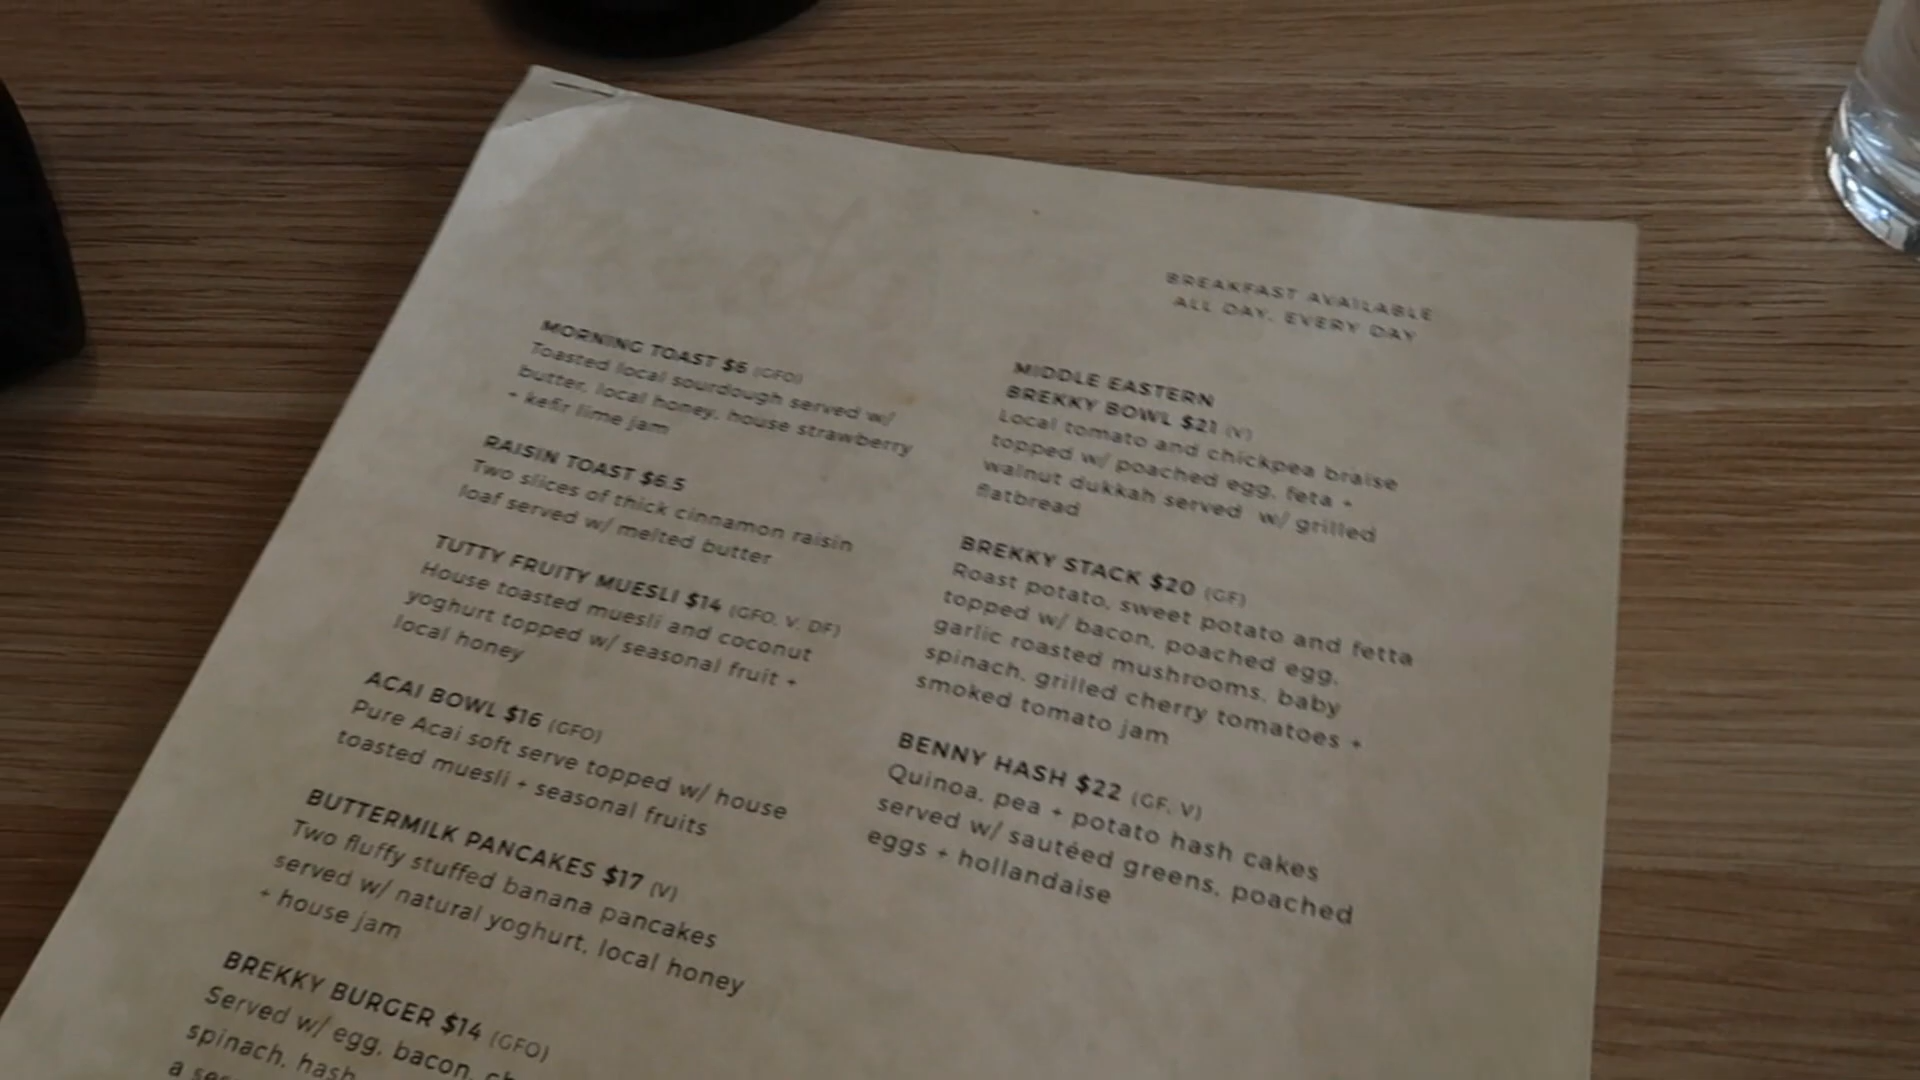 BREAKFAST AVAILABLE
ALL DAY, EVERY DAY
MORNING TOAST $6 (GFO)
Toasted local sourdough served w/
butter, local honey, house strawberry
+ kefir lime jam
RAISIN TOAST $6.5
Two slices of thick cinnamon raisin
loaf served w/ melted butter
TUTTY FRUITY MUESLI $14 (GFO, V, DF)
House toasted muesli and coconut
yoghurt topped w/ seasonal fruit +
local honey
ACAI BOWL $16 (GFO)
Pure Acai soft serve topped w/ house
toasted muesli + seasonal fruits
BUTTERMILK PANCAKES $17 (V)
Two fluffy stuffed banana pancakes
served w/ natural yoghurt, local honey
+ house jam
BREKKY BURGER $14 (GFO)
Served w/ egg, bacon,
spinach, hash
a
MIDDLE EASTERN
BREKKY BOWL $21 (V)
Local tomato and chickpea braise
topped w/ poached egg, feta +
walnut dukkah served w/ grilled
flatbread
BREKKY STACK $20 (GF)
Roast potato, sweet potato and fetta
topped w/ bacon, poached egg,
garlic roasted mushrooms, baby
spinach, grilled cherry tomatoes +
smoked tomato jam
BENNY HASH $22 (GF, V)
Quinoa, pea + potato hash cakes
served w/ sautéed greens, poached
eggs + hollandaise